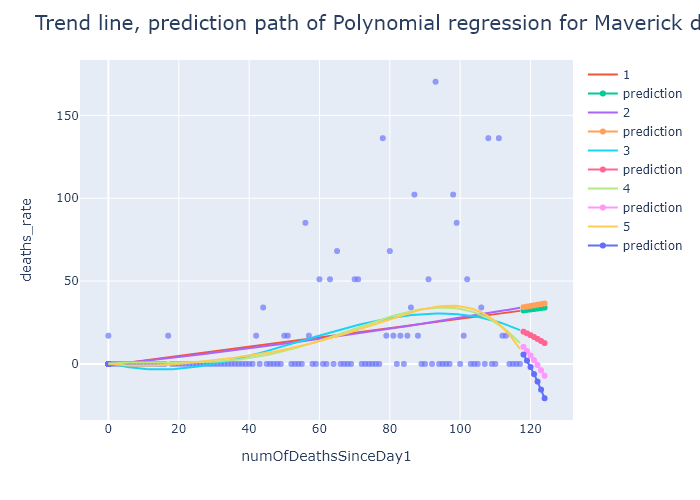 Trend line, prediction path of Polynomial regression for Maverick
deaths_rate
150
100
50
0
0
20
40
60
80
100
120
numOfDeathsSinceDay1
1
prediction
2
prediction
3
prediction
4
prediction
5
prediction